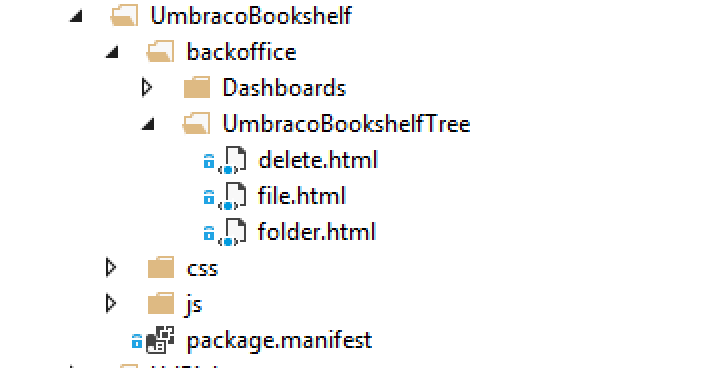 UmbracoBookshelf
backoffice
Dashboards
UmbracoBookshelfTree
delete.html
file.html
folder.html
css
js
package.manifest